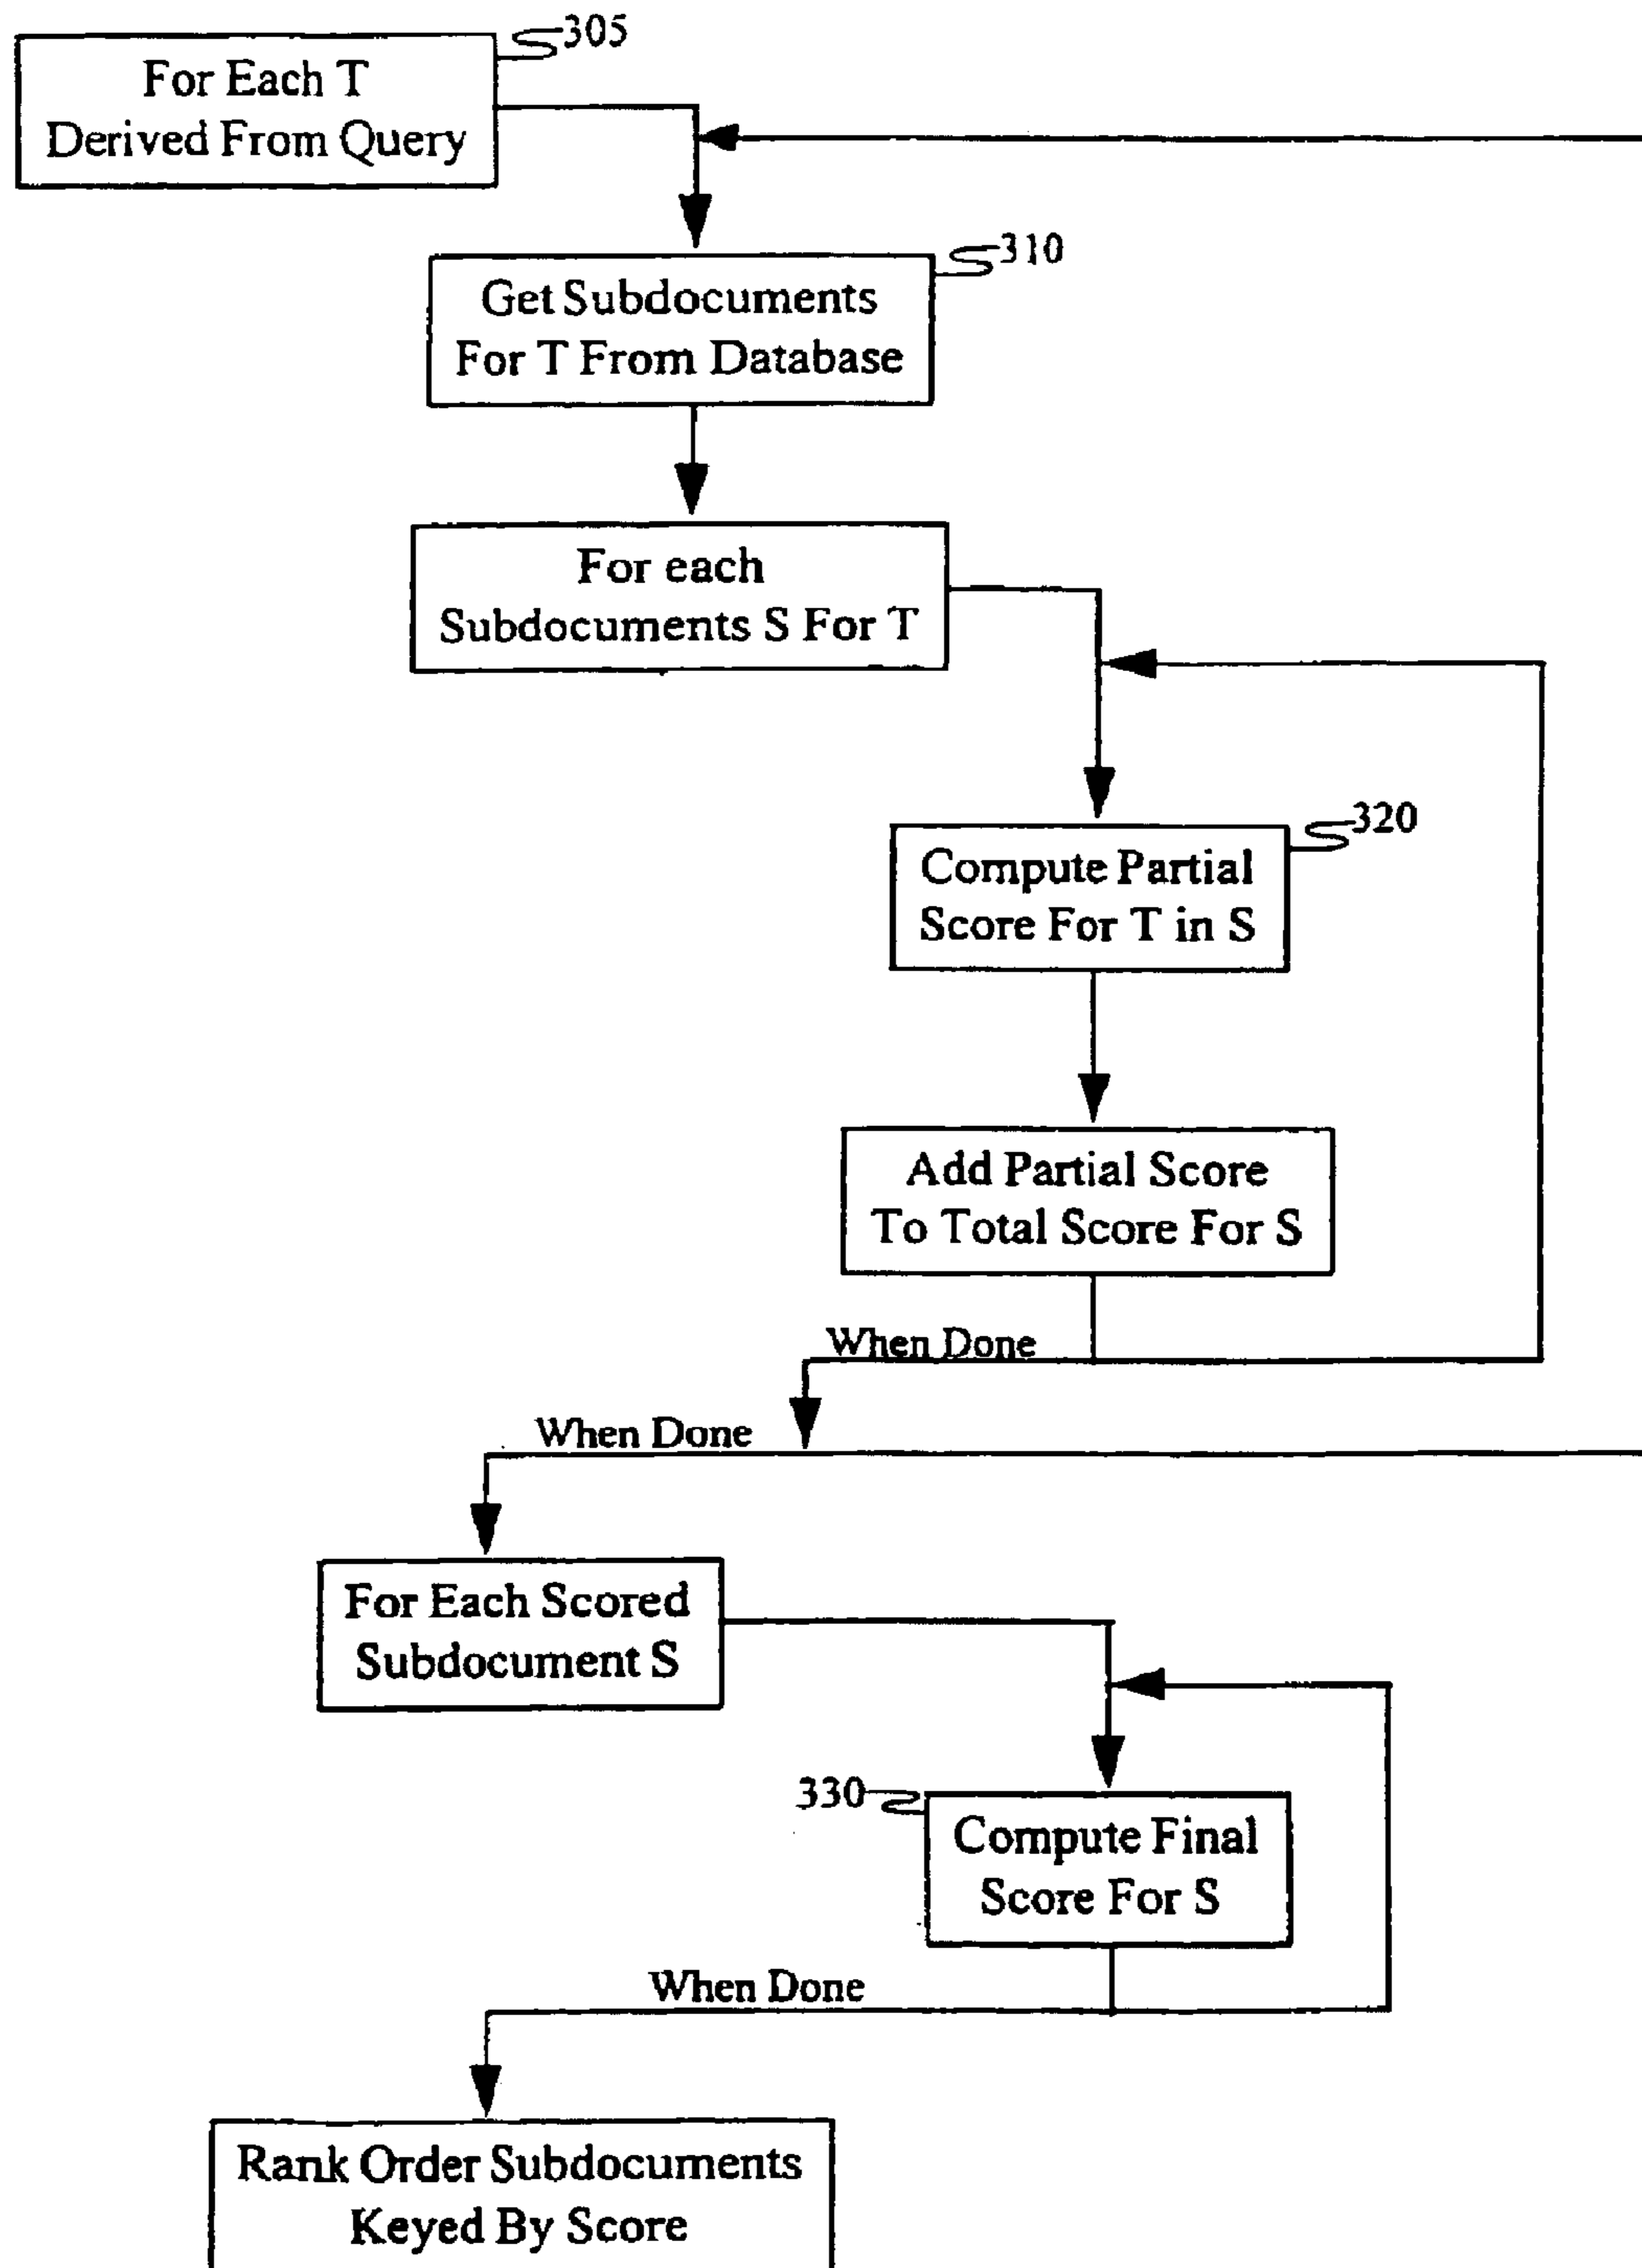 305
For Each T
Derived From Query
310
Get Subdocuments
For T From Database
For each
Subdocuments S For T
320
Compute Partial
Score For T in S
Add Partial Score
To Total Score For S
When Done
When Done
For Each Scored
Subdocument S
330
Compute Final
Score For S
When Done
Rank Order Subdocuments
Keyed By Score